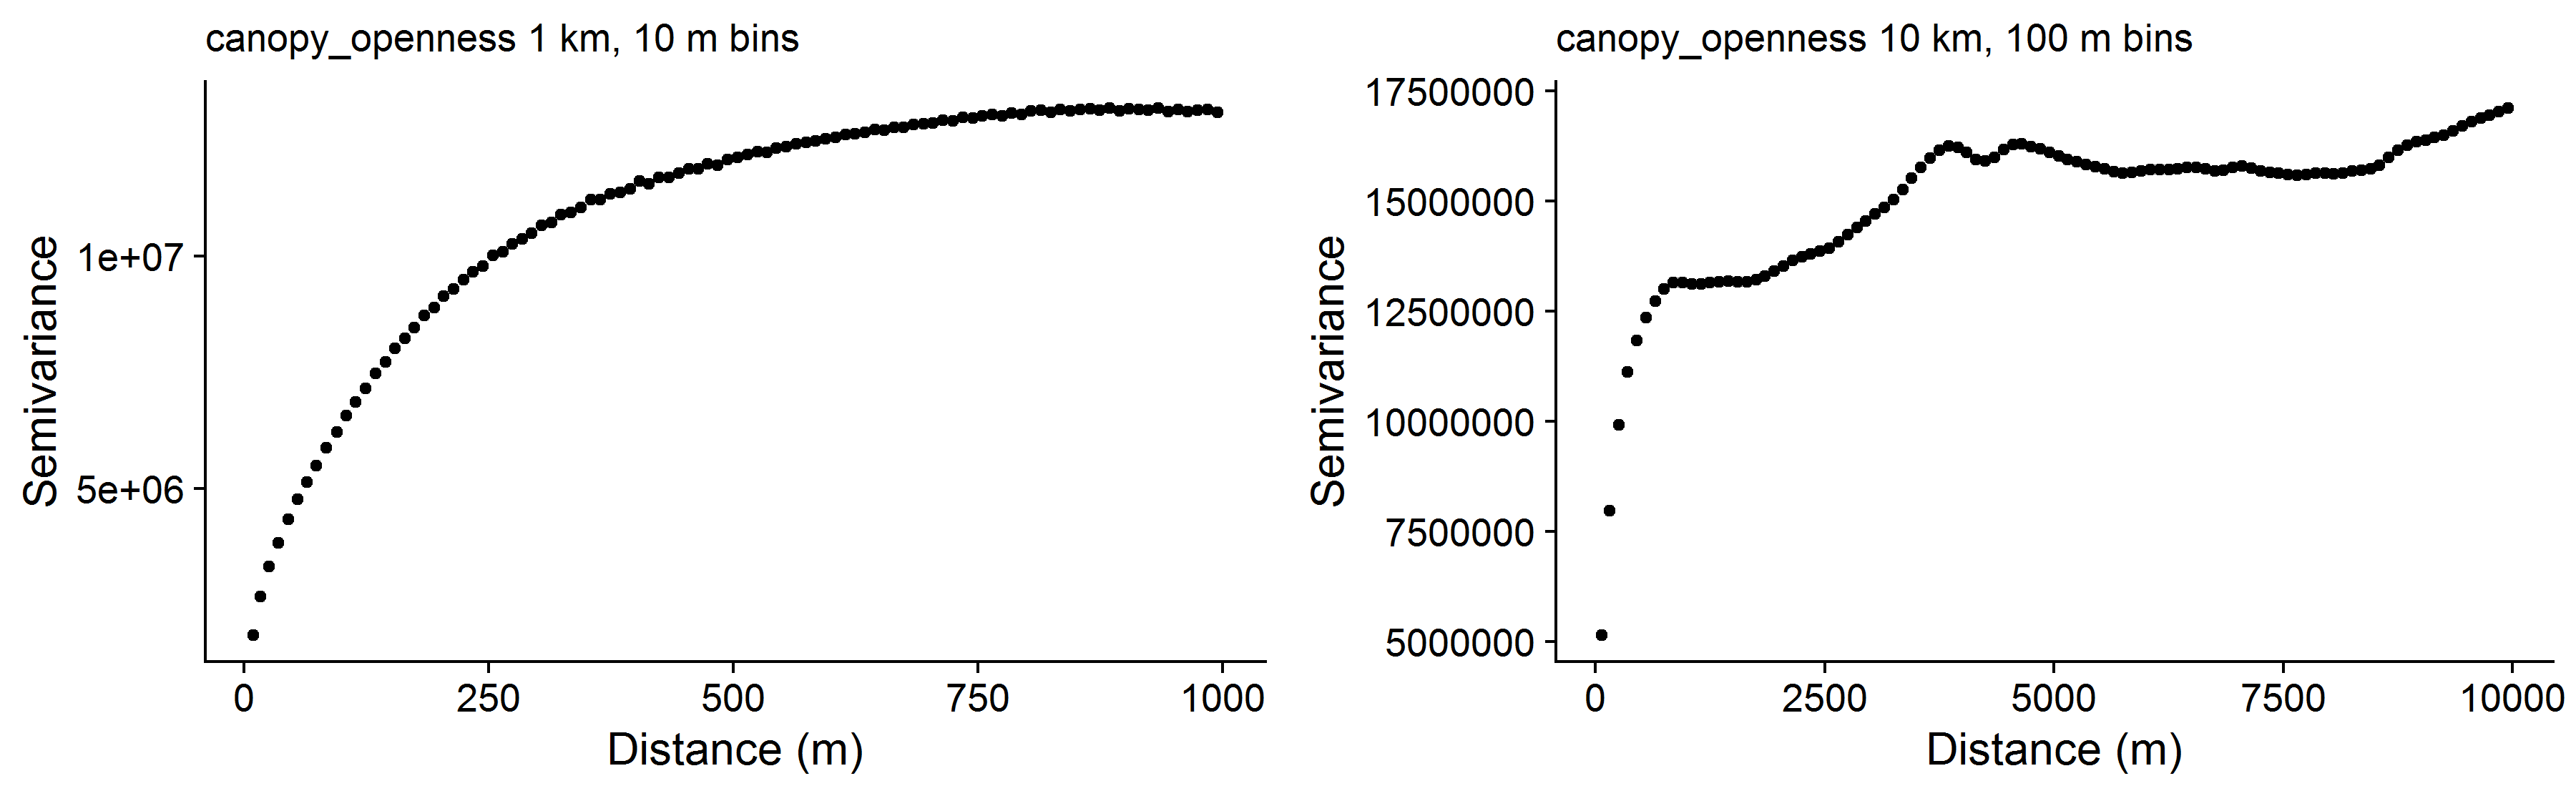 canopy_openness 1 km, 10 m bins
Semivariance
1e+07
5e+06
0 250 500 750 1000
Distance (m)
canopy_openness 10 km, 100 m bins
Semivariance
17500000
15000000
12500000
10000000
7500000
5000000
0 2500 5000 7500 10000
Distance (m)